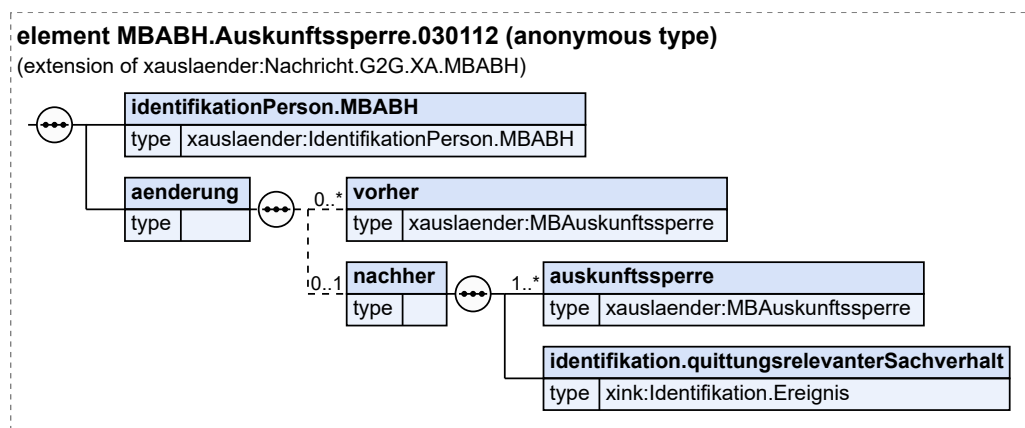 element MBABH.Auskunftssperre.030112 (anonymous type)
(extension of xauslaender:Nachricht.G2G.XA.MBABH)
identifikationPerson.MBABH
type xauslaender:IdentifikationPerson.MBABH
aenderung
type
0..* vorher
type xauslaender:MBAuskunftssperre
0..1 nachher
type
1..* auskunftssperre
type xauslaender:MBAuskunftssperre
identifikation.quittungsrelevanterSachverhalt
type xink:Identifikation.Ereignis